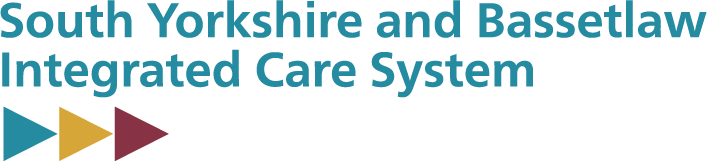 South Yorkshire and Bassetlaw
Integrated Care System